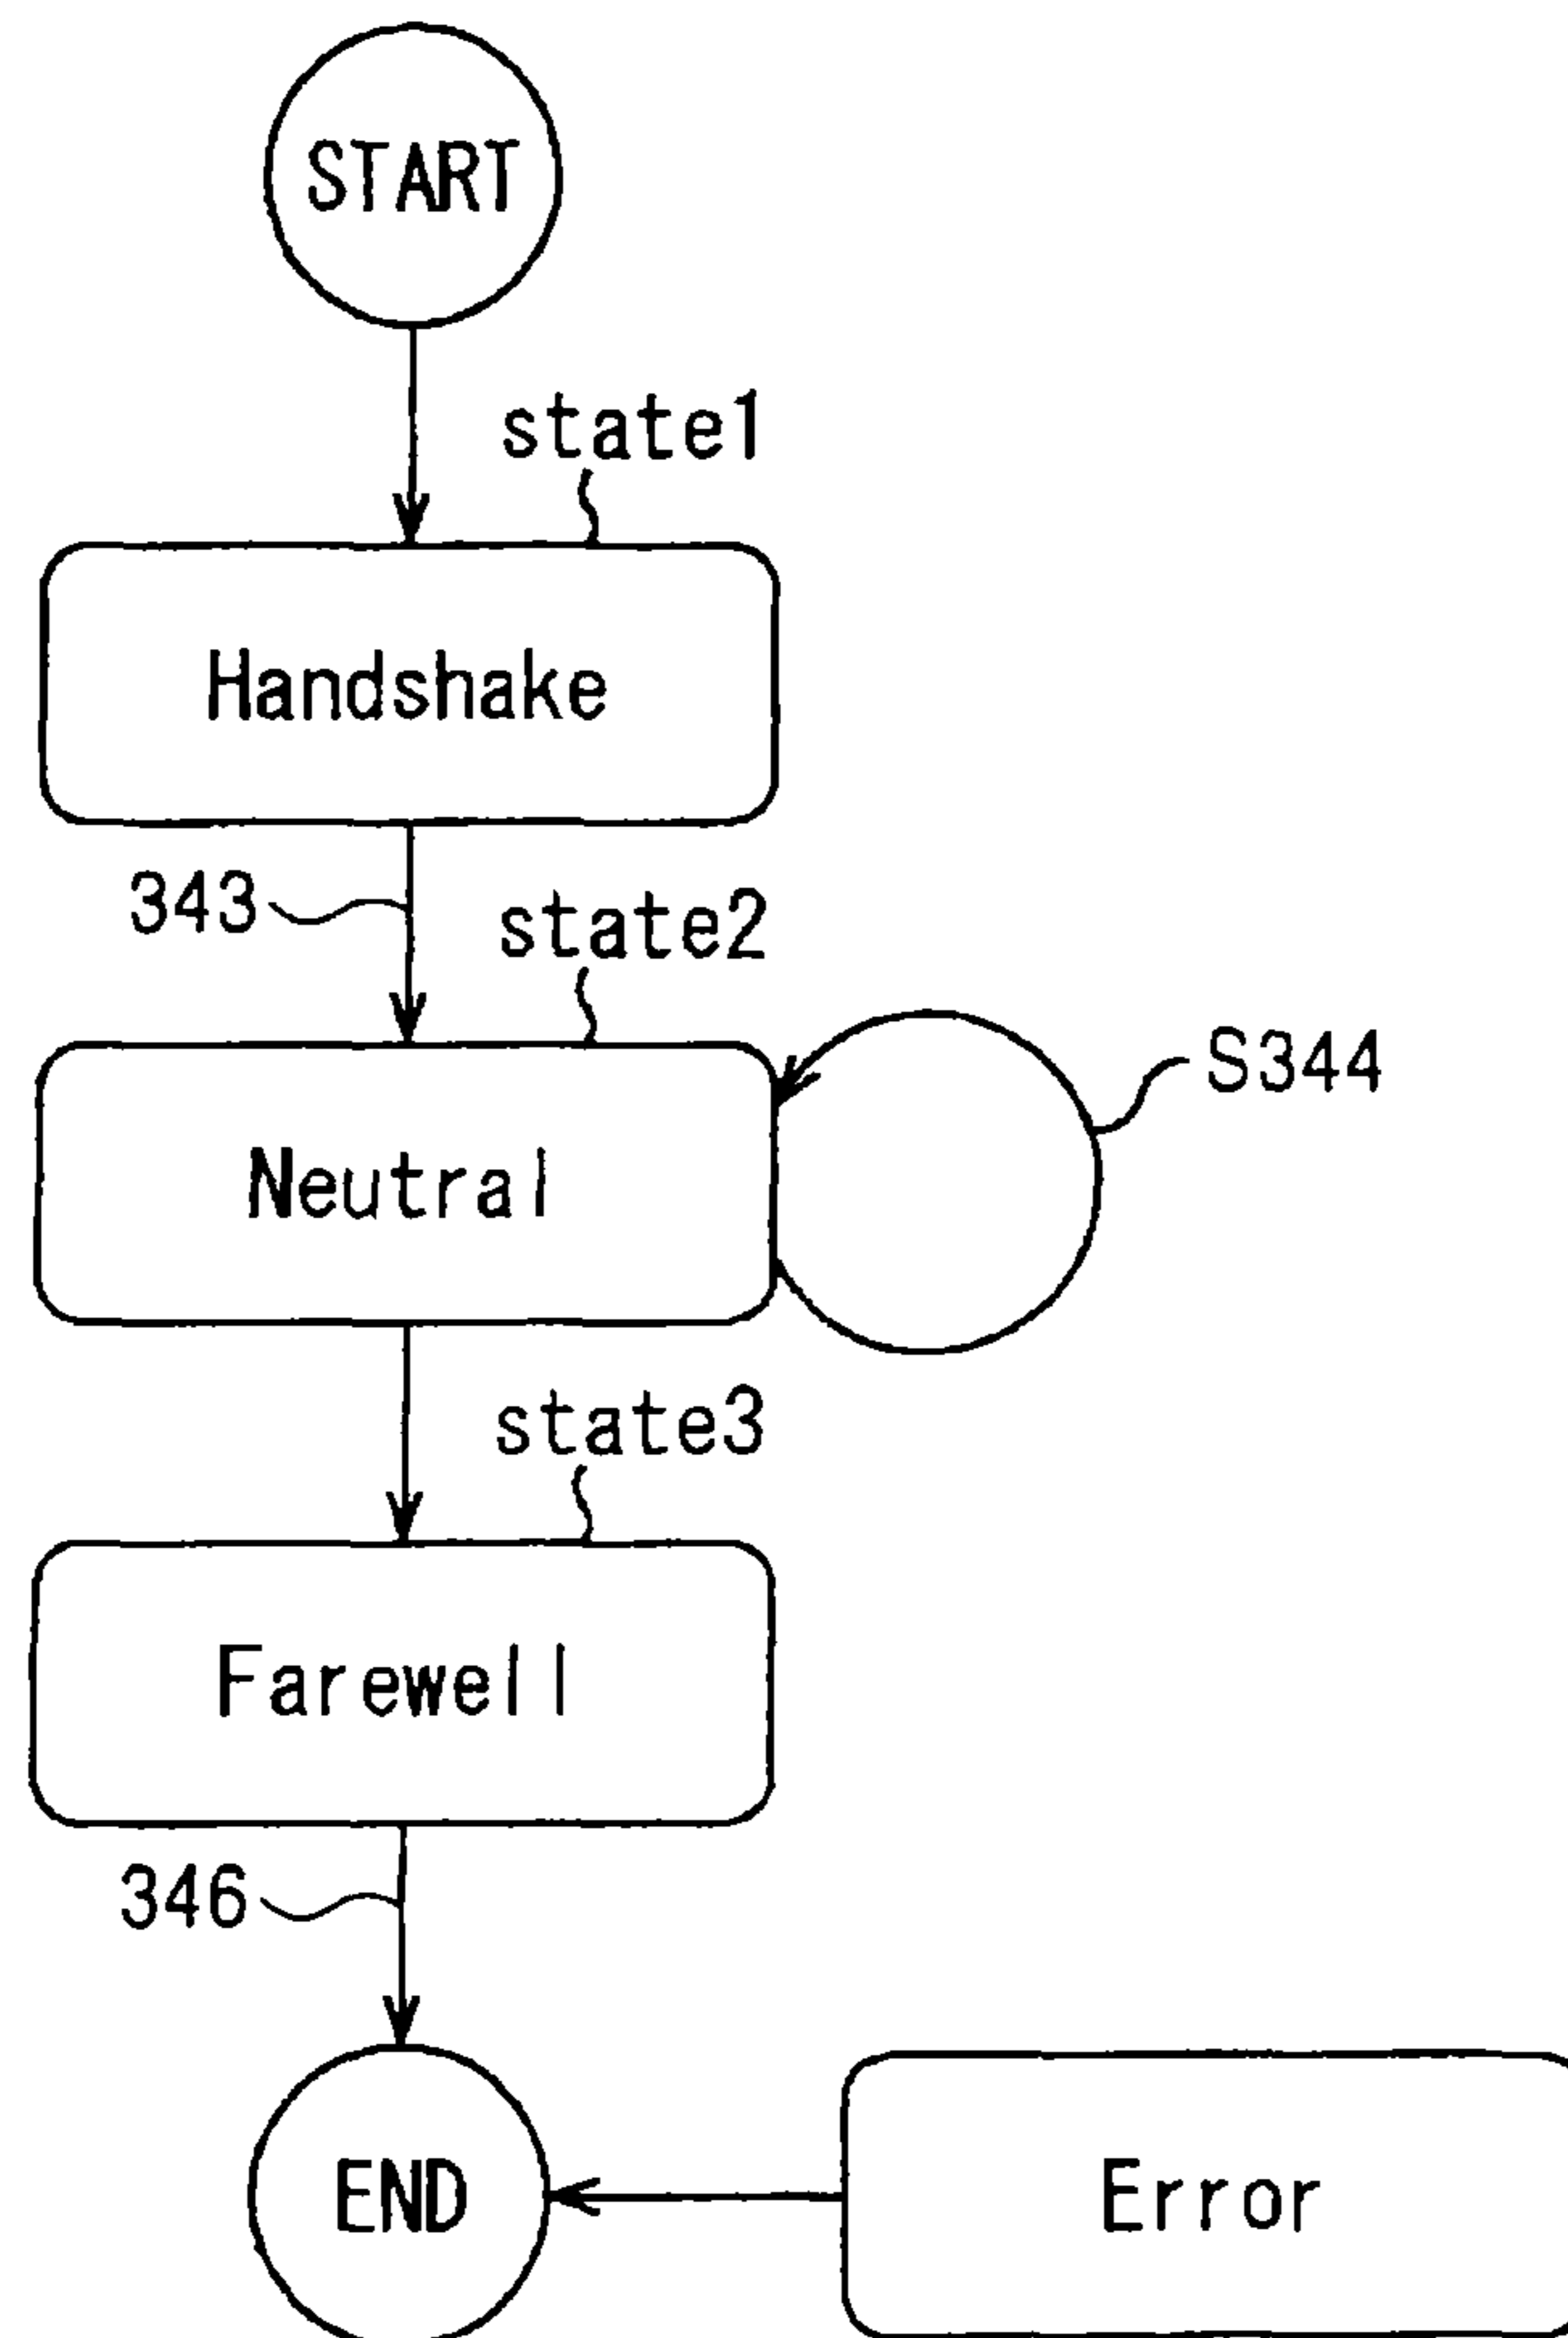 START
state1
Handshake
343
state2
S344
Neutral
state3
Farewell
346
END
Error